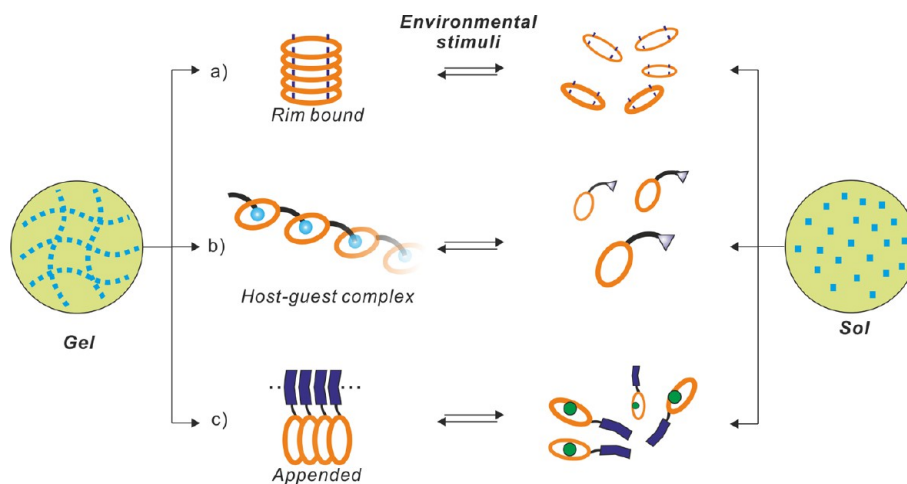 Environmental
stimuli
a)
Rim bound
b)
Host-guest complex
Gel
Sol
c)
Appended